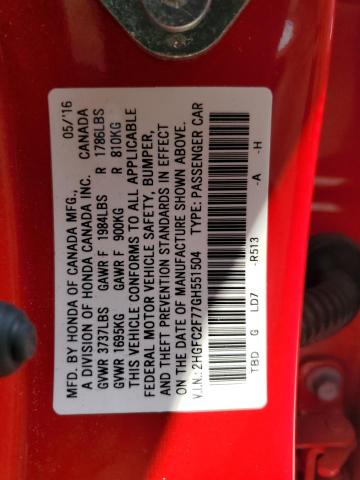 MFD. BY HONDA OF CANADA MFG., 05/'16
A DIVISION OF HONDA CANADA INC. CANADA
GVWR 3737LBS GAWR F 1984LBS R 1786LBS
GVWR 1695KG GAWR F 900KG R 810KG
THIS VEHICLE CONFORMS TO ALL APPLICABLE
FEDERAL MOTOR VEHICLE SAFETY, BUMPER,
AND THEFT PREVENTION STANDARDS IN EFFECT
ON THE DATE OF MANUFACTURE SHOWN ABOVE.
V.I.N.: 2HGFC2F77GH551504 TYPE: PASSENGER CAR
TBD G LD7 -R513 -A -H